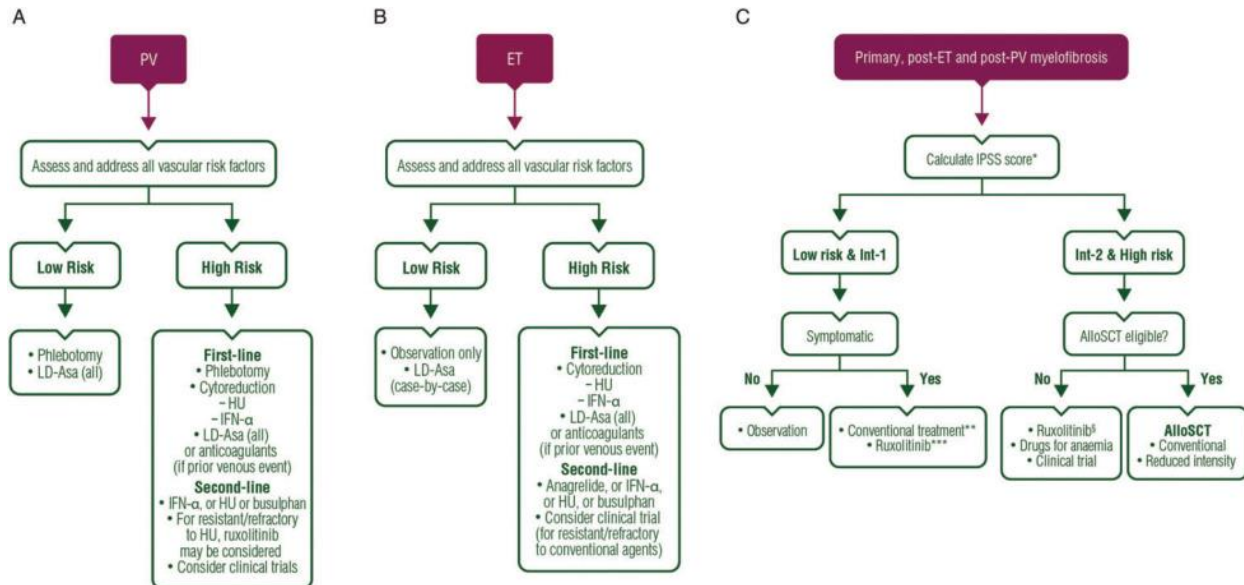 A
PV
Assess and address all vascular risk factors
Low Risk
• Phlebotomy
• LD-Asa (all)
High Risk
First-line
• Phlebotomy
• Cytoreduction
– HU
– IFN-α
• LD-Asa (all)
or anticoagulants
(if prior venous event)
Second-line
• IFN-α, or HU or busulphan
• For resistant/refractory
to HU, ruxolitinib
may be considered
• Consider clinical trials
B
ET
Assess and address all vascular risk factors
Low Risk
• Observation only
• LD-Asa
(case-by-case)
High Risk
First-line
• Cytoreduction
– HU
– IFN-α
• LD-Asa (all)
or anticoagulants
(if prior venous event)
Second-line
• Anagrelide, or IFN-α,
or HU, or busulphan
• Consider clinical trial
(for resistant/refractory
to conventional agents)
C
Primary, post-ET and post-PV myelofibrosis
Calculate IPSS score*
Low risk & Int-1
Symptomatic
No
• Observation
Yes
• Conventional treatment**
• Ruxolitinib***
Int-2 & High risk
AlloSCT eligible?
No
• Ruxolitinib§
• Drugs for anaemia
• Clinical trial
Yes
AlloSCT
• Conventional
• Reduced intensity